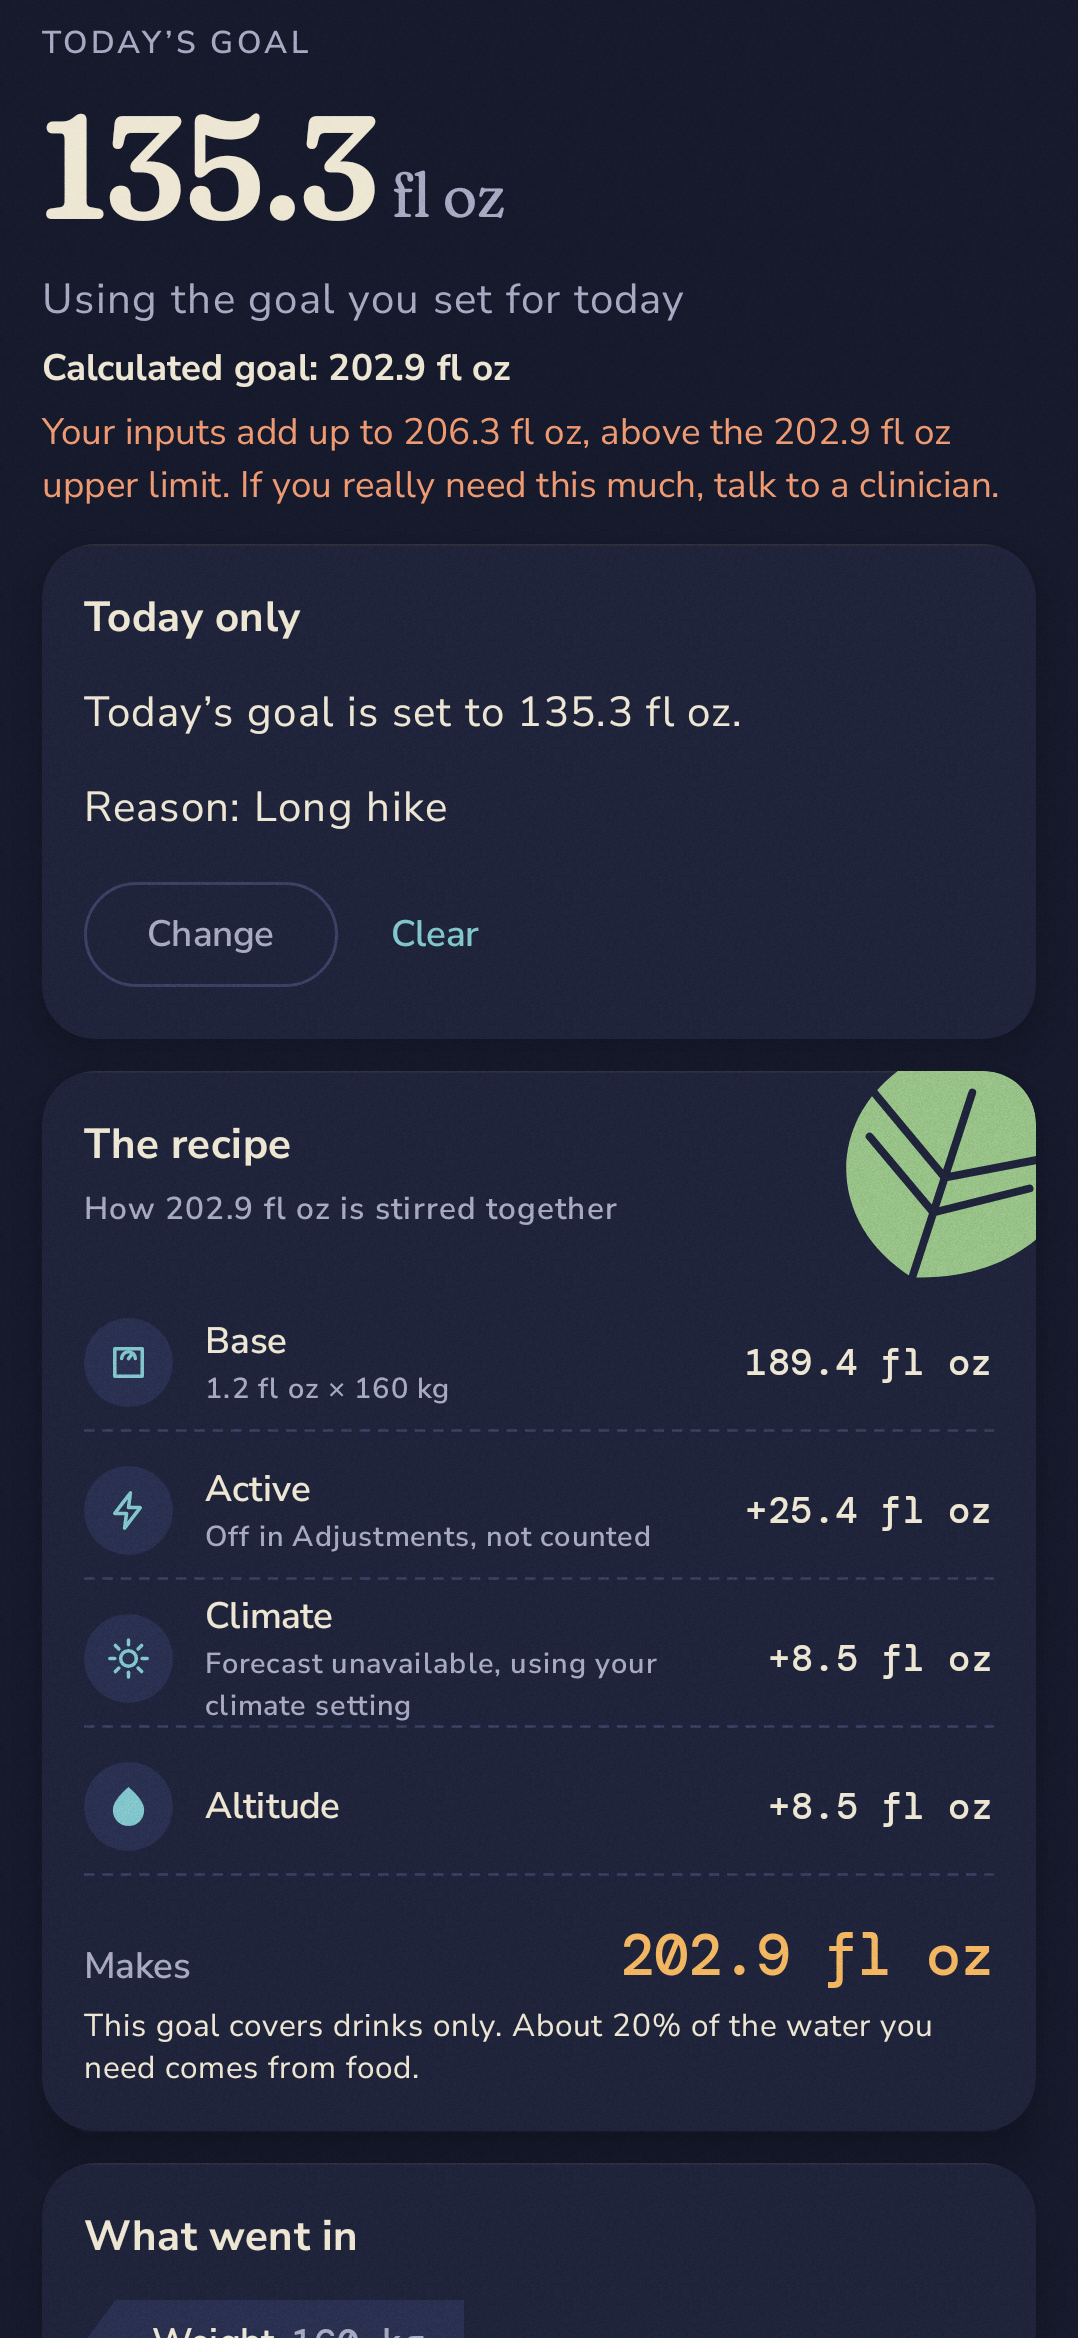 TODAY’S GOAL
135.3 fl oz
Using the goal you set for today
Calculated goal: 202.9 fl oz
Your inputs add up to 206.3 fl oz, above the 202.9 fl oz
upper limit. If you really need this much, talk to a clinician.
Today only
Today’s goal is set to 135.3 fl oz.
Reason: Long hike
Change Clear
The recipe
How 202.9 fl oz is stirred together
Base
1.2 fl oz × 160 kg
189.4 fl oz
Active
Off in Adjustments, not counted
+25.4 fl oz
Climate
Forecast unavailable, using your
climate setting
+8.5 fl oz
Altitude
+8.5 fl oz
Makes
202.9 fl oz
This goal covers drinks only. About 20% of the water you
need comes from food.
What went in
Weight 160 kg